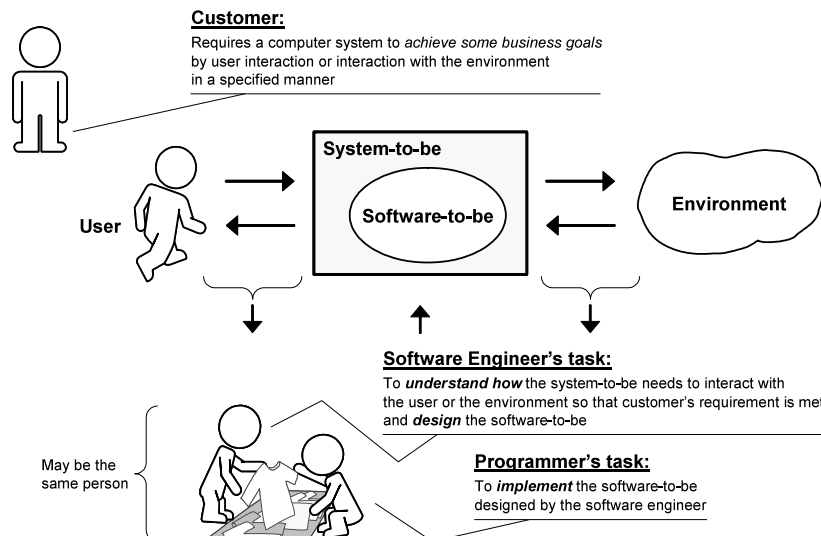 Customer:
Requires a computer system to achieve some business goals
by user interaction or interaction with the environment
in a specified manner
System-to-be
Software-to-be
User
Environment
Software Engineer’s task:
To understand how the system-to-be needs to interact with
the user or the environment so that customer’s requirement is met
and design the software-to-be
May be the
same person
Programmer’s task:
To implement the software-to-be
designed by the software engineer